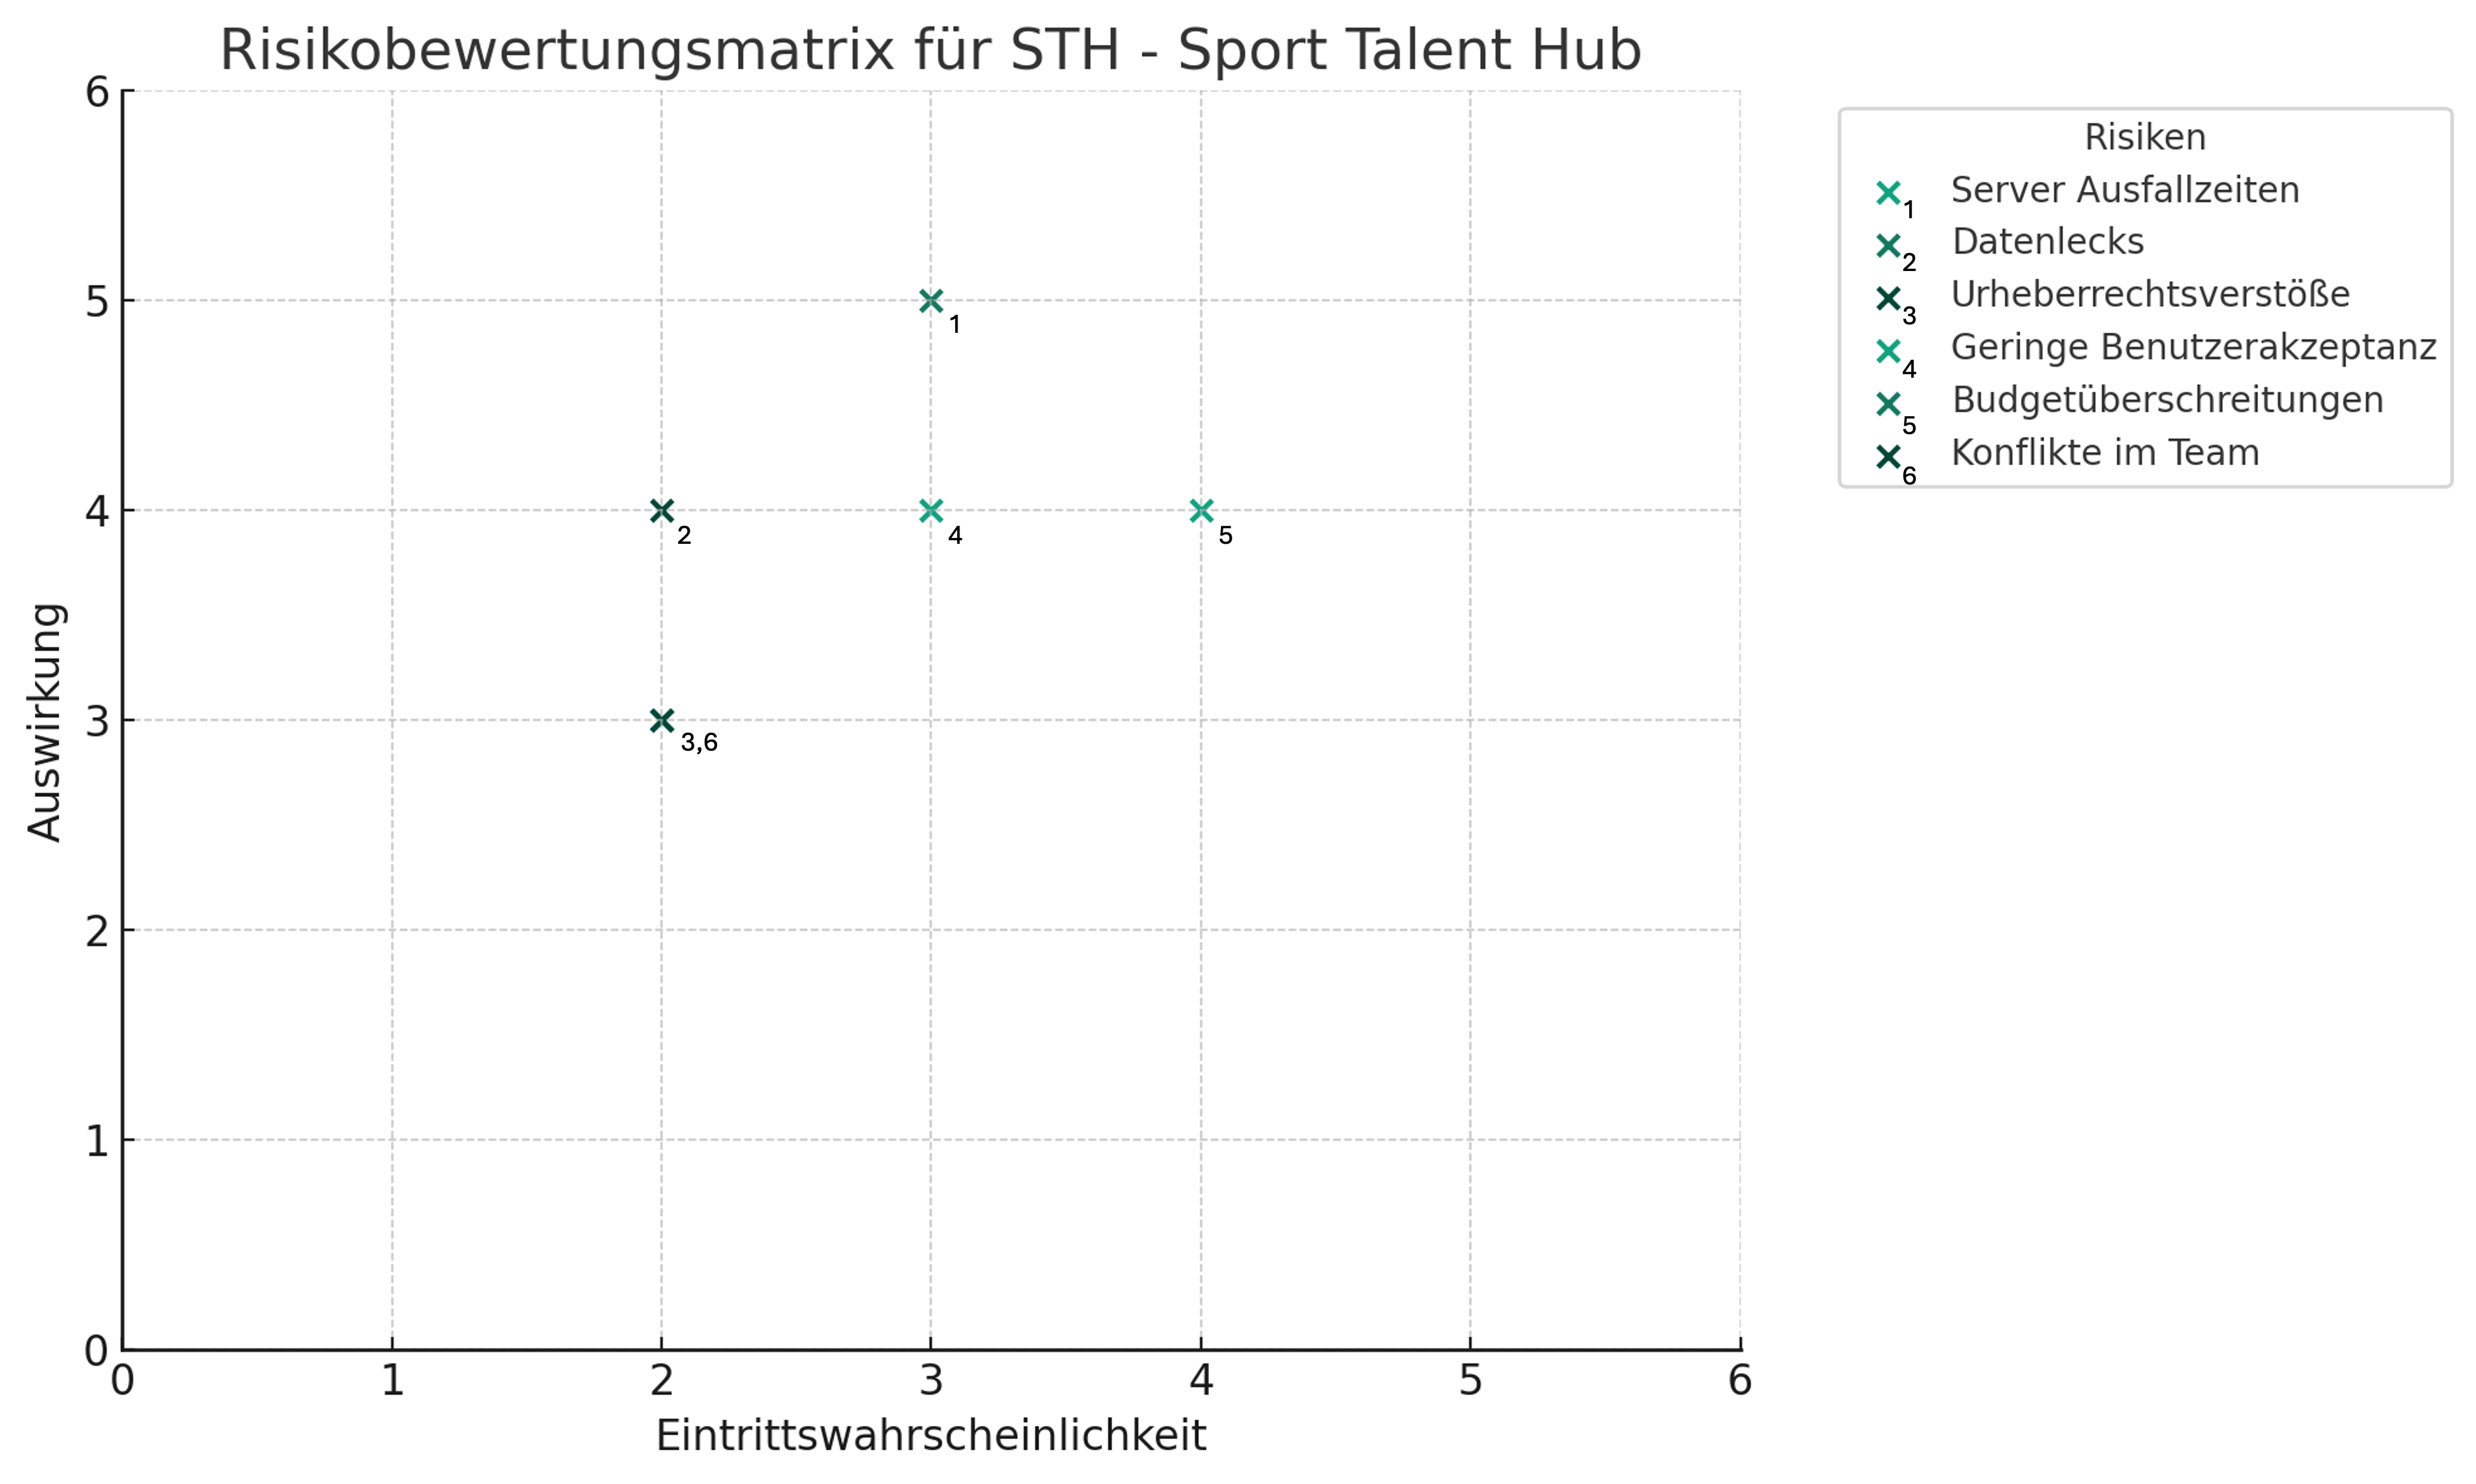 Risikobewertungsmatrix für STH - Sport Talent Hub
6
5
4
3
2
1
0
Auswirkung
1
2
4
5
3,6
0 1 2 3 4 5 6
Eintrittswahrscheinlichkeit
Risiken
1 Server Ausfallzeiten
2 Datenlecks
3 Urheberrechtsverstöße
4 Geringe Benutzerakzeptanz
5 Budgetüberschreitungen
6 Konflikte im Team